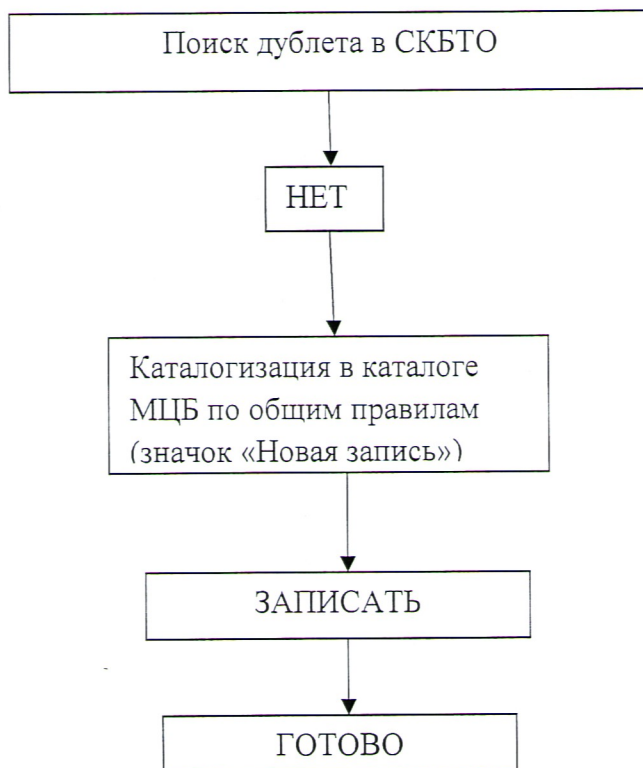 Поиск дублета в СКБТО
НЕТ
Каталогизация в каталоге
МЦБ по общим правилам
(значок «Новая запись»)
ЗАПИСАТЬ
ГОТОВО